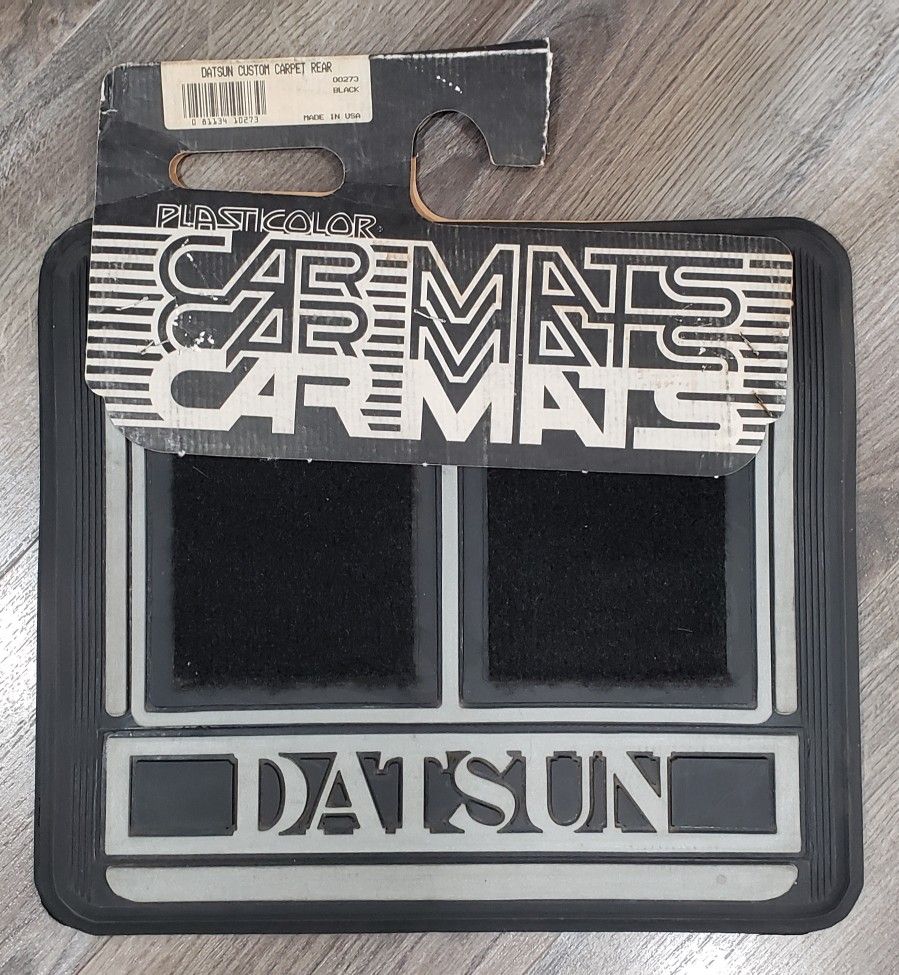 DATSUN CUSTOM CARPET REAR
00273
BLACK
0 81134 10273
MADE IN USA
PLASTICOLOR
CAR MATS
CAR MATS
CAR MATS
DATSUN